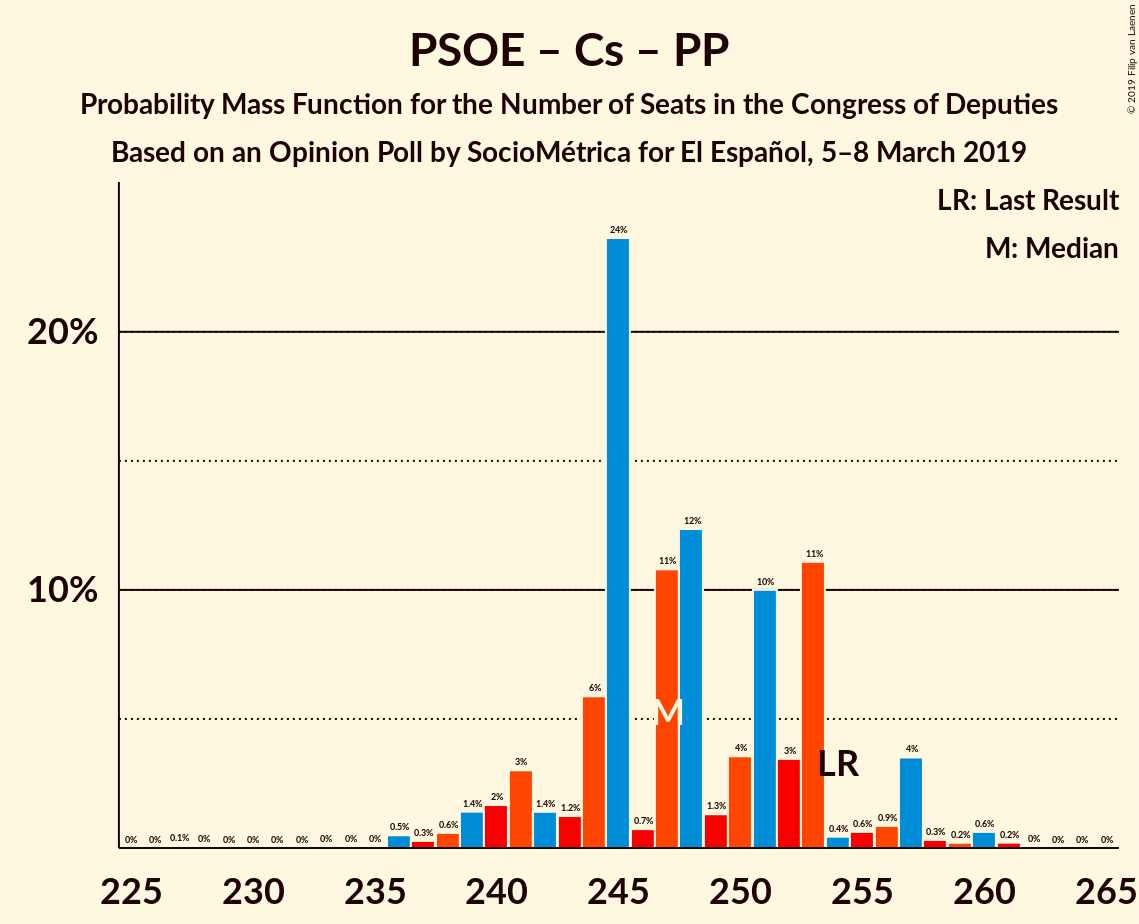 PSOE – Cs – PP
Probability Mass Function for the Number of Seats in the Congress of Deputies
Based on an Opinion Poll by SocioMétrica for El Español, 5–8 March 2019
© 2019 Filip van Laenen
LR: Last Result
M: Median
20%
10%
0% 0% 0.1% 0% 0% 0% 0% 0% 0% 0% 0% 0.5% 0.3% 0.6% 1.4% 2% 3% 1.4% 1.2% 6% 24% 0.7% 11% 12% 1.3% 4% 10% 3% 11% 0.4% 0.6% 0.9% 4% 0.3% 0.2% 0.6% 0.2% 0% 0% 0% 0%
M
LR
225 230 235 240 245 250 255 260 265